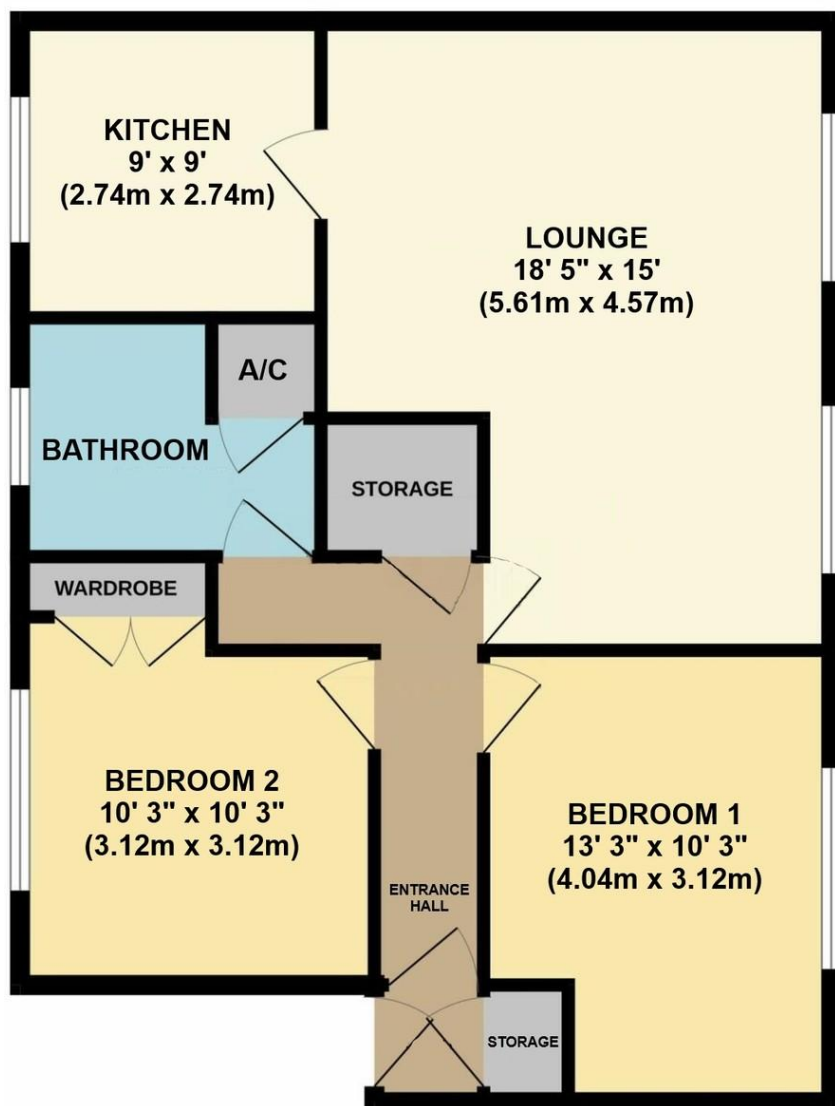 KITCHEN
9' x 9'
(2.74m x 2.74m)
LOUNGE
18' 5" x 15'
(5.61m x 4.57m)
A/C
BATHROOM
STORAGE
WARDROBE
BEDROOM 2
10' 3" x 10' 3"
(3.12m x 3.12m)
BEDROOM 1
13' 3" x 10' 3"
(4.04m x 3.12m)
ENTRANCE
HALL
STORAGE